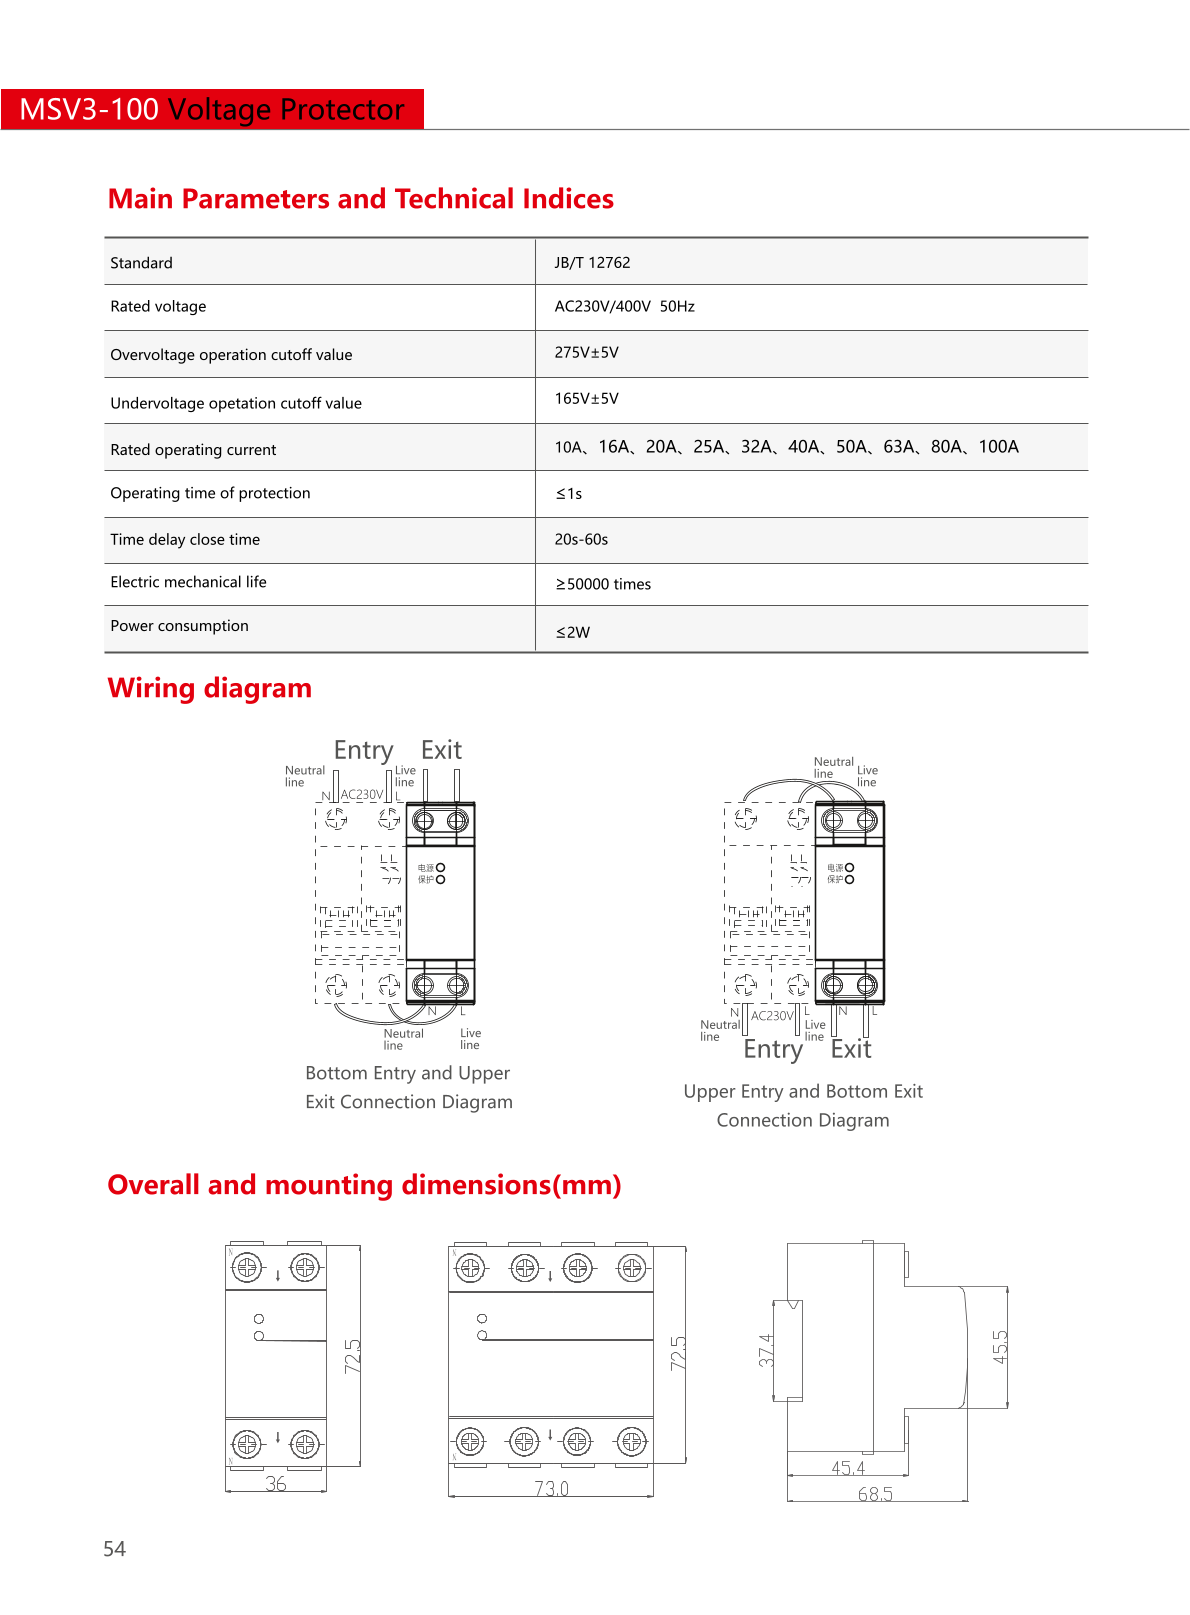 MSV3-100 Voltage Protector
Main Parameters and Technical Indices
Standard JB/T 12762
Rated voltage AC230V/400V 50Hz
Overvoltage operation cutoff value 275V±5V
Undervoltage opetation cutoff value 165V±5V
Rated operating current 10A、16A、20A、25A、32A、40A、50A、63A、80A、100A
Operating time of protection ≤1s
Time delay close time 20s-60s
Electric mechanical life ≥50000 times
Power consumption ≤2W
Wiring diagram
Entry Exit
Neutral
line
Live
line
N AC230V L
电源
保护
N L
Neutral
line
Live
line
Bottom Entry and Upper
Exit Connection Diagram
Neutral
line
Live
line
电源
保护
N AC230V L N L
Neutral
line
Live
line
Entry Exit
Upper Entry and Bottom Exit
Connection Diagram
Overall and mounting dimensions(mm)
N
72.5
N
36
N
72.5
N
73.0
37.4
45.5
45.4
68.5
54